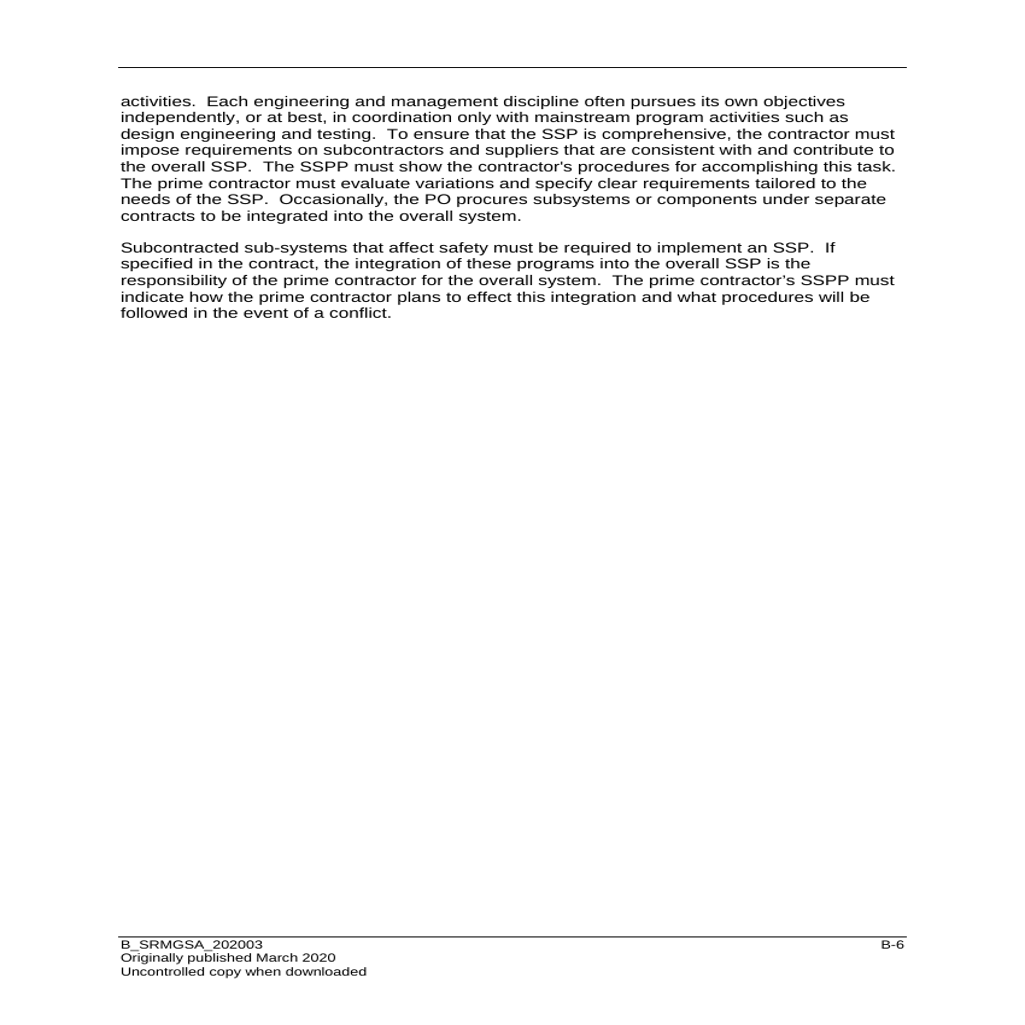 activities.  Each engineering and management discipline often pursues its own objectives
independently, or at best, in coordination only with mainstream program activities such as
design engineering and testing.  To ensure that the SSP is comprehensive, the contractor must
impose requirements on subcontractors and suppliers that are consistent with and contribute to
the overall SSP.  The SSPP must show the contractor's procedures for accomplishing this task.
The prime contractor must evaluate variations and specify clear requirements tailored to the
needs of the SSP.  Occasionally, the PO procures subsystems or components under separate
contracts to be integrated into the overall system.
Subcontracted sub-systems that affect safety must be required to implement an SSP.  If
specified in the contract, the integration of these programs into the overall SSP is the
responsibility of the prime contractor for the overall system.  The prime contractor’s SSPP must
indicate how the prime contractor plans to effect this integration and what procedures will be
followed in the event of a conflict.
B_SRMGSA_202003 B-6
Originally published March 2020
Uncontrolled copy when downloaded